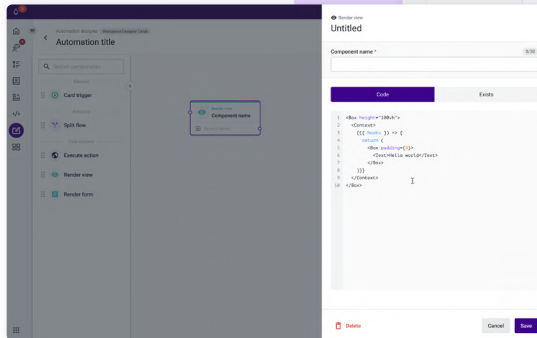 Automation designer
Automation title
Search components
Card trigger
Split flow
Execute action
Render view
Render form
Render view
Component name
Render view
Untitled
Component name *
0/30
Code
Exists
1 <Box height="100vh">
2 <Context>
3 {({ hooks }) => {
4 return (
5 <Box padding={3}>
6 <Text>Hello world</Text>
7 </Box>
8 )}}
9 </Context>
10 </Box>
Delete
Cancel
Save